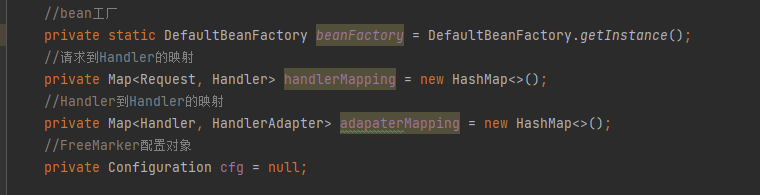 //bean工厂
private static DefaultBeanFactory beanFactory = DefaultBeanFactory.getInstance();
//请求到Handler的映射
private Map<Request, Handler> handlerMapping = new HashMap<>();
//Handler到Handler的映射
private Map<Handler, HandlerAdapter> adapaterMapping = new HashMap<>();
//FreeMarker配置对象
private Configuration cfg = null;